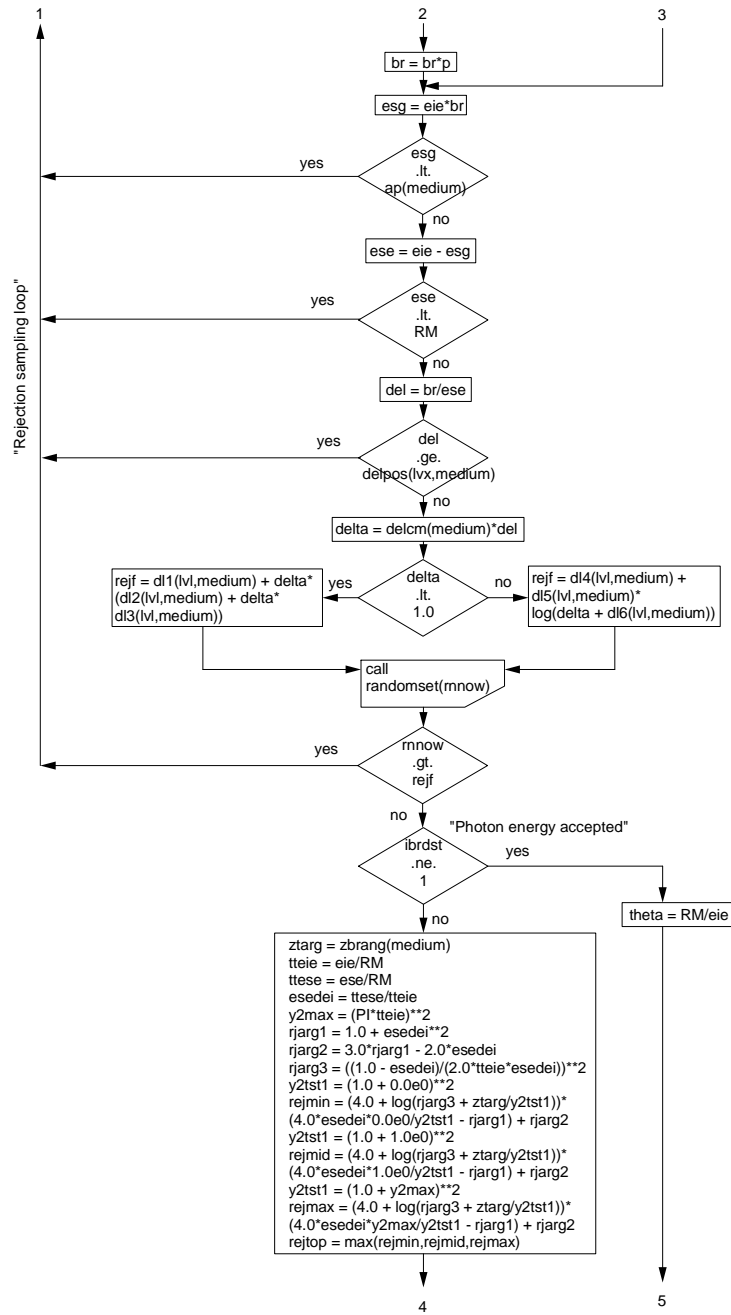 1
2
3
br = br*p
esg = eie*br
esg
.lt.
ap(medium)
yes
no
ese = eie - esg
"Rejection sampling loop"
ese
.lt.
RM
yes
no
del = br/ese
del
.ge.
delpos(lvx,medium)
yes
no
delta = delcm(medium)*del
rejf = dl1(lvl,medium) + delta*
(dl2(lvl,medium) + delta*
dl3(lvl,medium))
yes
delta
.lt.
1.0
no
rejf = dl4(lvl,medium) +
dl5(lvl,medium)*
log(delta + dl6(lvl,medium))
call
randomset(rnnow)
yes
rnnow
.gt.
rejf
no
"Photon energy accepted"
ibrdst
.ne.
1
yes
no
theta = RM/eie
ztarg = zbrang(medium)
tteie = eie/RM
ttese = ese/RM
esedei = ttese/tteie
y2max = (PI*tteie)**2
rjarg1 = 1.0 + esedei**2
rjarg2 = 3.0*rjarg1 - 2.0*esedei
rjarg3 = ((1.0 - esedei)/(2.0*tteie*esedei))**2
y2tst1 = (1.0 + 0.0e0)**2
rejmin = (4.0 + log(rjarg3 + ztarg/y2tst1))*
(4.0*esedei*0.0e0/y2tst1 - rjarg1) + rjarg2
y2tst1 = (1.0 + 1.0e0)**2
rejmid = (4.0 + log(rjarg3 + ztarg/y2tst1))*
(4.0*esedei*1.0e0/y2tst1 - rjarg1) + rjarg2
y2tst1 = (1.0 + y2max)**2
rejmax = (4.0 + log(rjarg3 + ztarg/y2tst1))*
(4.0*esedei*y2max/y2tst1 - rjarg1) + rjarg2
rejtop = max(rejmin,rejmid,rejmax)
4
5